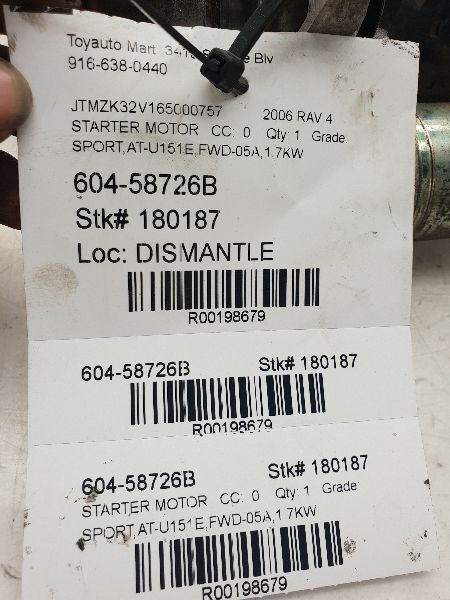 Toyauto Mart 3415 Blv
916-638-0440
JTMZK32V165000757 2006 RAV 4
STARTER MOTOR CC: 0 Qty: 1 Grade:
SPORT,AT-U151E,FWD-05A,1.7KW
604-58726B
Stk# 180187
Loc: DISMANTLE
R00198679
604-58726B Stk# 180187
R00198679
604-58726B Stk# 180187
STARTER MOTOR CC: 0 Qty: 1 Grade:
SPORT,AT-U151E,FWD-05A,1.7KW
R00198679